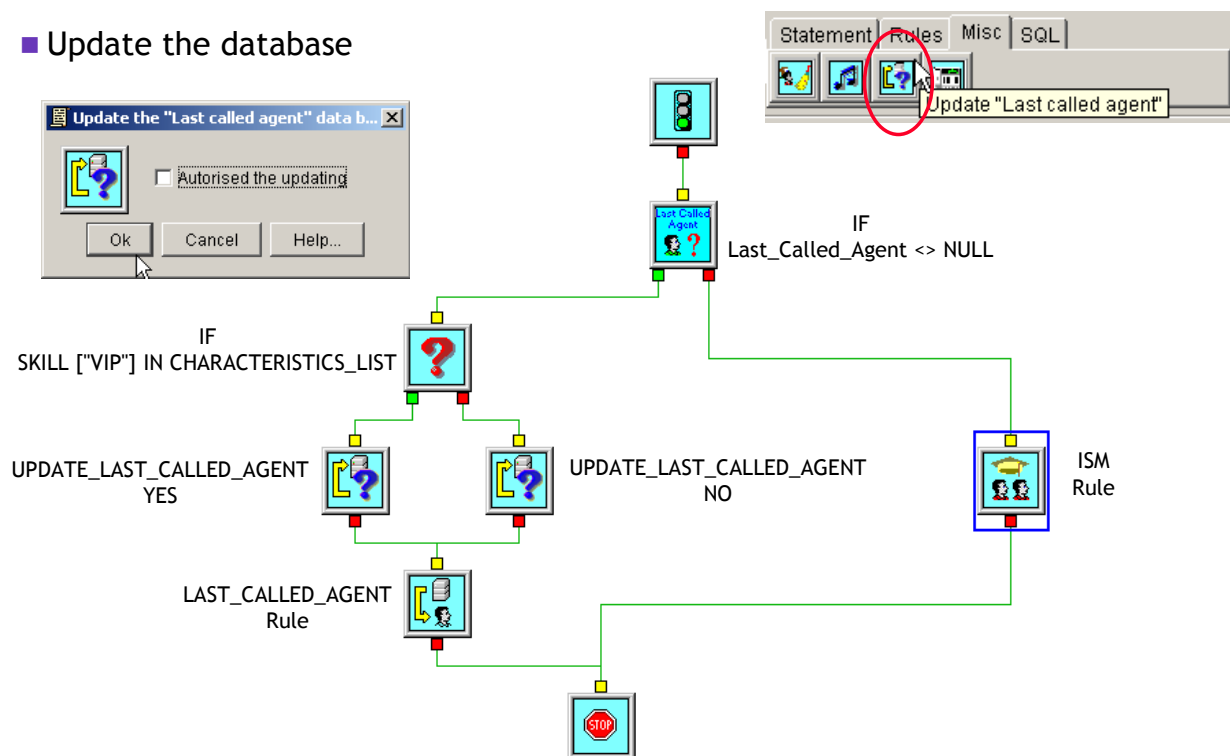 Update the database
Statement Rules Misc SQL
Update "Last called agent"
Update the "Last called agent" data b...
Autorised the updating
Ok Cancel Help...
Last Called
Agent
IF
Last_Called_Agent <> NULL
IF
SKILL ["VIP"] IN CHARACTERISTICS_LIST
UPDATE_LAST_CALLED_AGENT
YES
UPDATE_LAST_CALLED_AGENT
NO
ISM
Rule
LAST_CALLED_AGENT
Rule
STOP